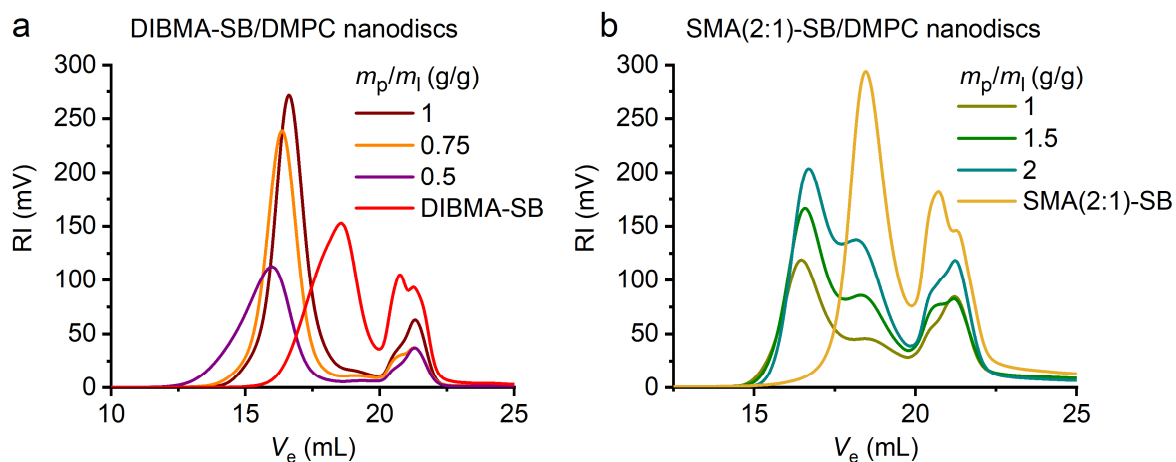 a
DIBMA-SB/DMPC nanodiscs
300
250
200
150
100
50
0
RI (mV)
10
15
20
25
Vₑ (mL)
mₚ/mₗ (g/g)
1
0.75
0.5
DIBMA-SB
b
SMA(2:1)-SB/DMPC nanodiscs
300
250
200
150
100
50
0
RI (mV)
15
20
25
Vₑ (mL)
mₚ/mₗ (g/g)
1
1.5
2
SMA(2:1)-SB